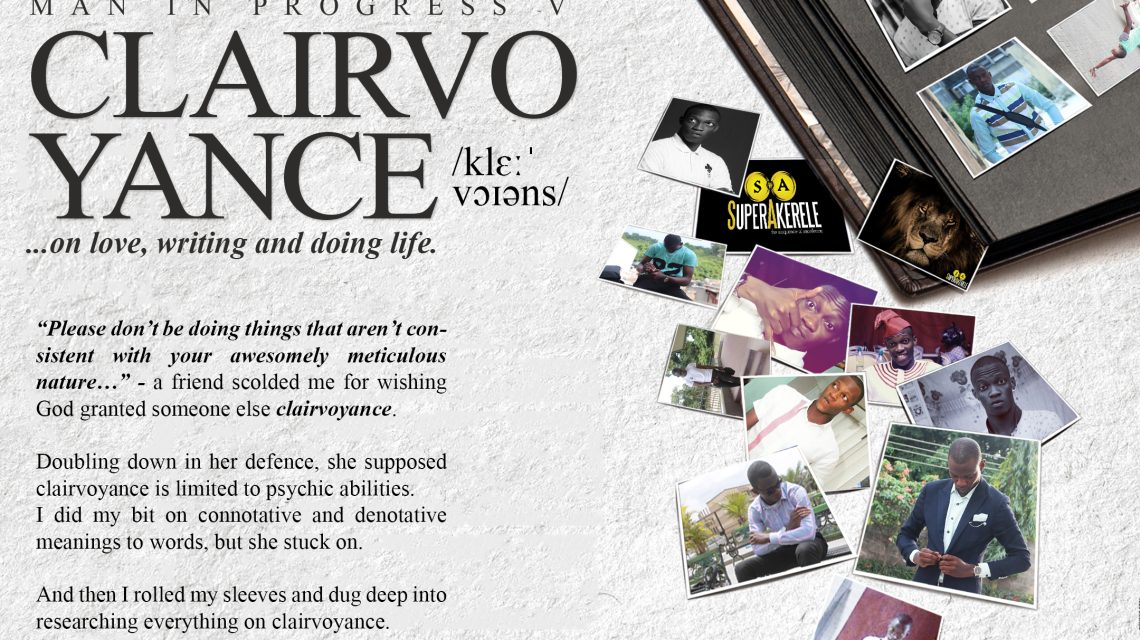 MAN IN PROGRESS V
CLAIRVO
YANCE
/klɛːˈ
vɔɪəns/
...on love, writing and doing life.
“Please don’t be doing things that aren’t con-
sistent with your awesomely meticulous
nature…” - a friend scolded me for wishing
God granted someone else clairvoyance.
Doubling down in her defence, she supposed
clairvoyance is limited to psychic abilities.
I did my bit on connotative and denotative
meanings to words, but she stuck on.
And then I rolled my sleeves and dug deep into
researching everything on clairvoyance.
S A
SUPERAKERELE
SUPERAKERELE